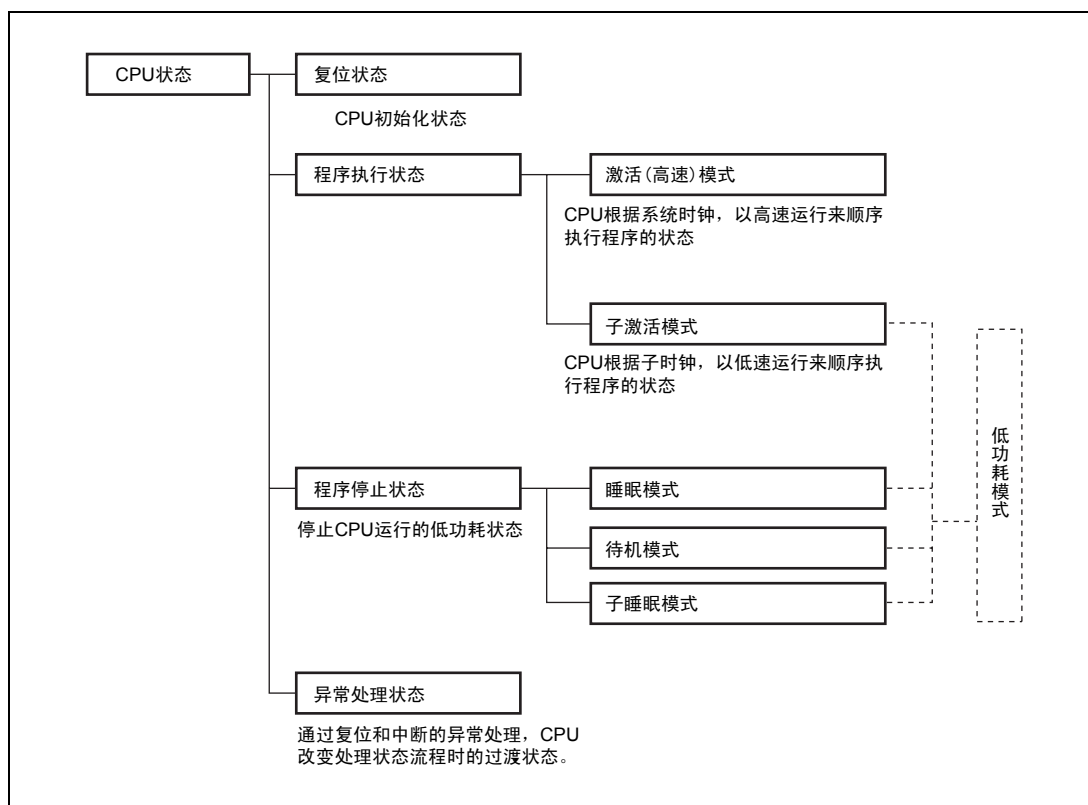 CPU状态
复位状态
CPU初始化状态
程序执行状态
激活(高速)模式
CPU根据系统时钟，以高速运行来顺序
执行程序的状态
子激活模式
CPU根据子时钟，以低速运行来顺序执
行程序的状态
程序停止状态
停止CPU运行的低功耗状态
睡眠模式
待机模式
子睡眠模式
低功耗模式
异常处理状态
通过复位和中断的异常处理，CPU
改变处理状态流程时的过渡状态。